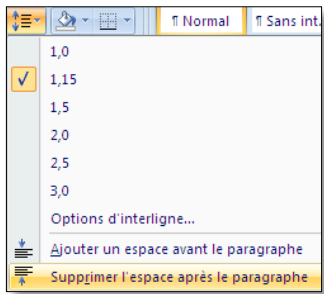 ¶ Normal ¶ Sans int.
1,0
1,15
1,5
2,0
2,5
3,0
Options d'interligne...
Ajouter un espace avant le paragraphe
Supprimer l'espace après le paragraphe